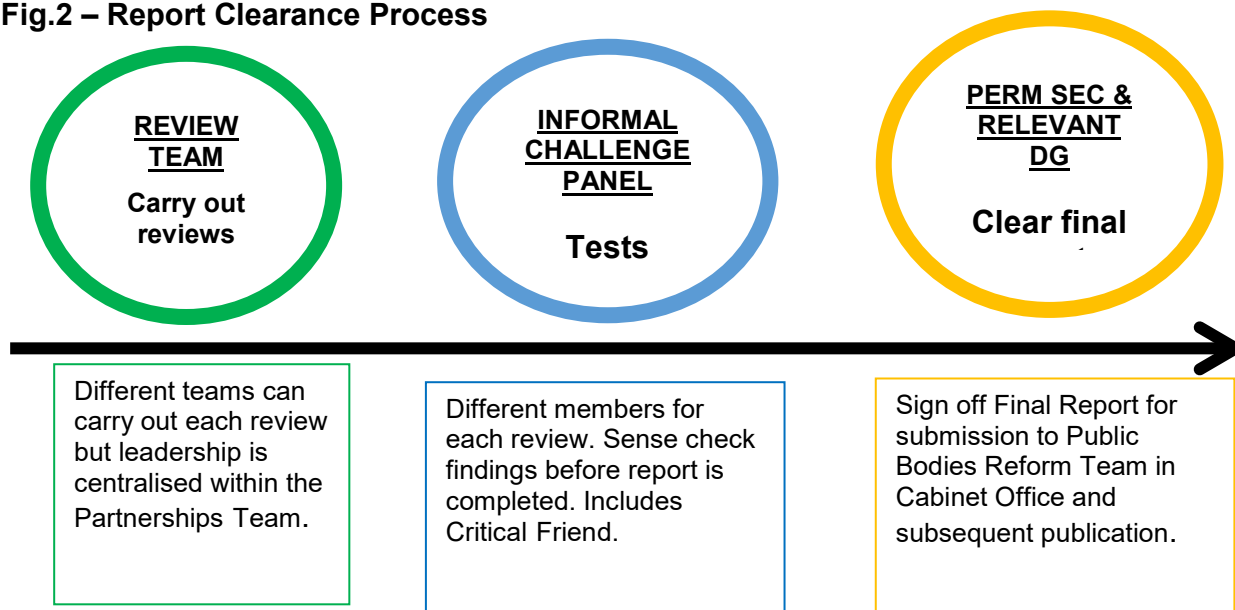 Fig.2 – Report Clearance Process
REVIEW
TEAM
Carry out
reviews
INFORMAL
CHALLENGE
PANEL
Tests
PERM SEC &
RELEVANT
DG
Clear final
Different teams can
carry out each review
but leadership is
centralised within the
Partnerships Team.
Different members for
each review. Sense check
findings before report is
completed. Includes
Critical Friend.
Sign off Final Report for
submission to Public
Bodies Reform Team in
Cabinet Office and
subsequent publication.